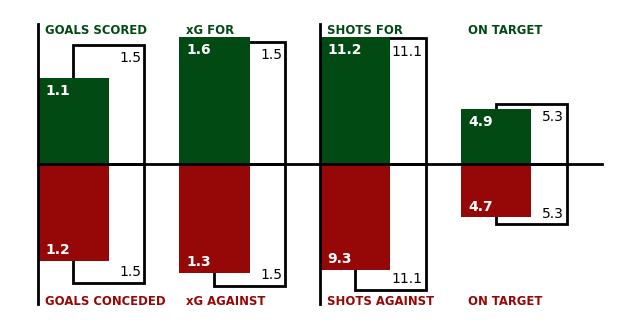 GOALS SCORED xG FOR SHOTS FOR ON TARGET
1.1 1.5 1.6 1.5 11.2 11.1 4.9 5.3
1.2 1.5 1.3 1.5 9.3 11.1 4.7 5.3
GOALS CONCEDED xG AGAINST SHOTS AGAINST ON TARGET